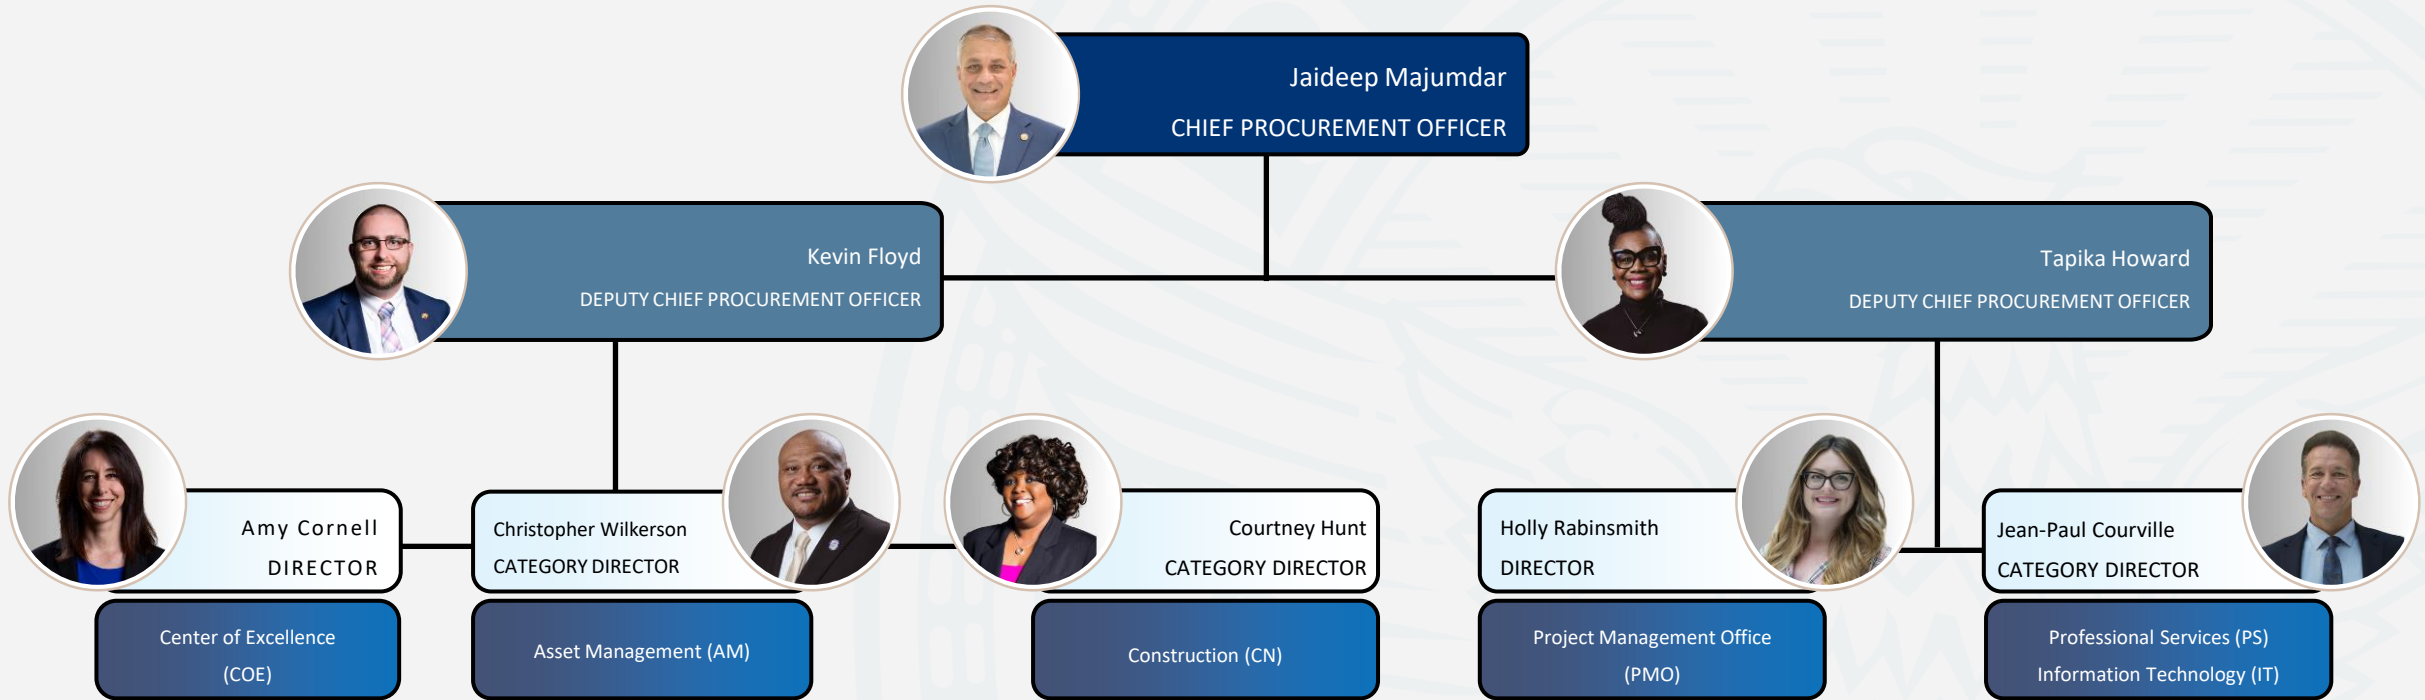 Jaideep Majumdar
CHIEF PROCUREMENT OFFICER
Kevin Floyd
DEPUTY CHIEF PROCUREMENT OFFICER
Tapika Howard
DEPUTY CHIEF PROCUREMENT OFFICER
Amy Cornell
DIRECTOR
Center of Excellence
(COE)
Christopher Wilkerson
CATEGORY DIRECTOR
Asset Management (AM)
Courtney Hunt
CATEGORY DIRECTOR
Construction (CN)
Holly Rabinsmith
DIRECTOR
Project Management Office
(PMO)
Jean-Paul Courville
CATEGORY DIRECTOR
Professional Services (PS)
Information Technology (IT)